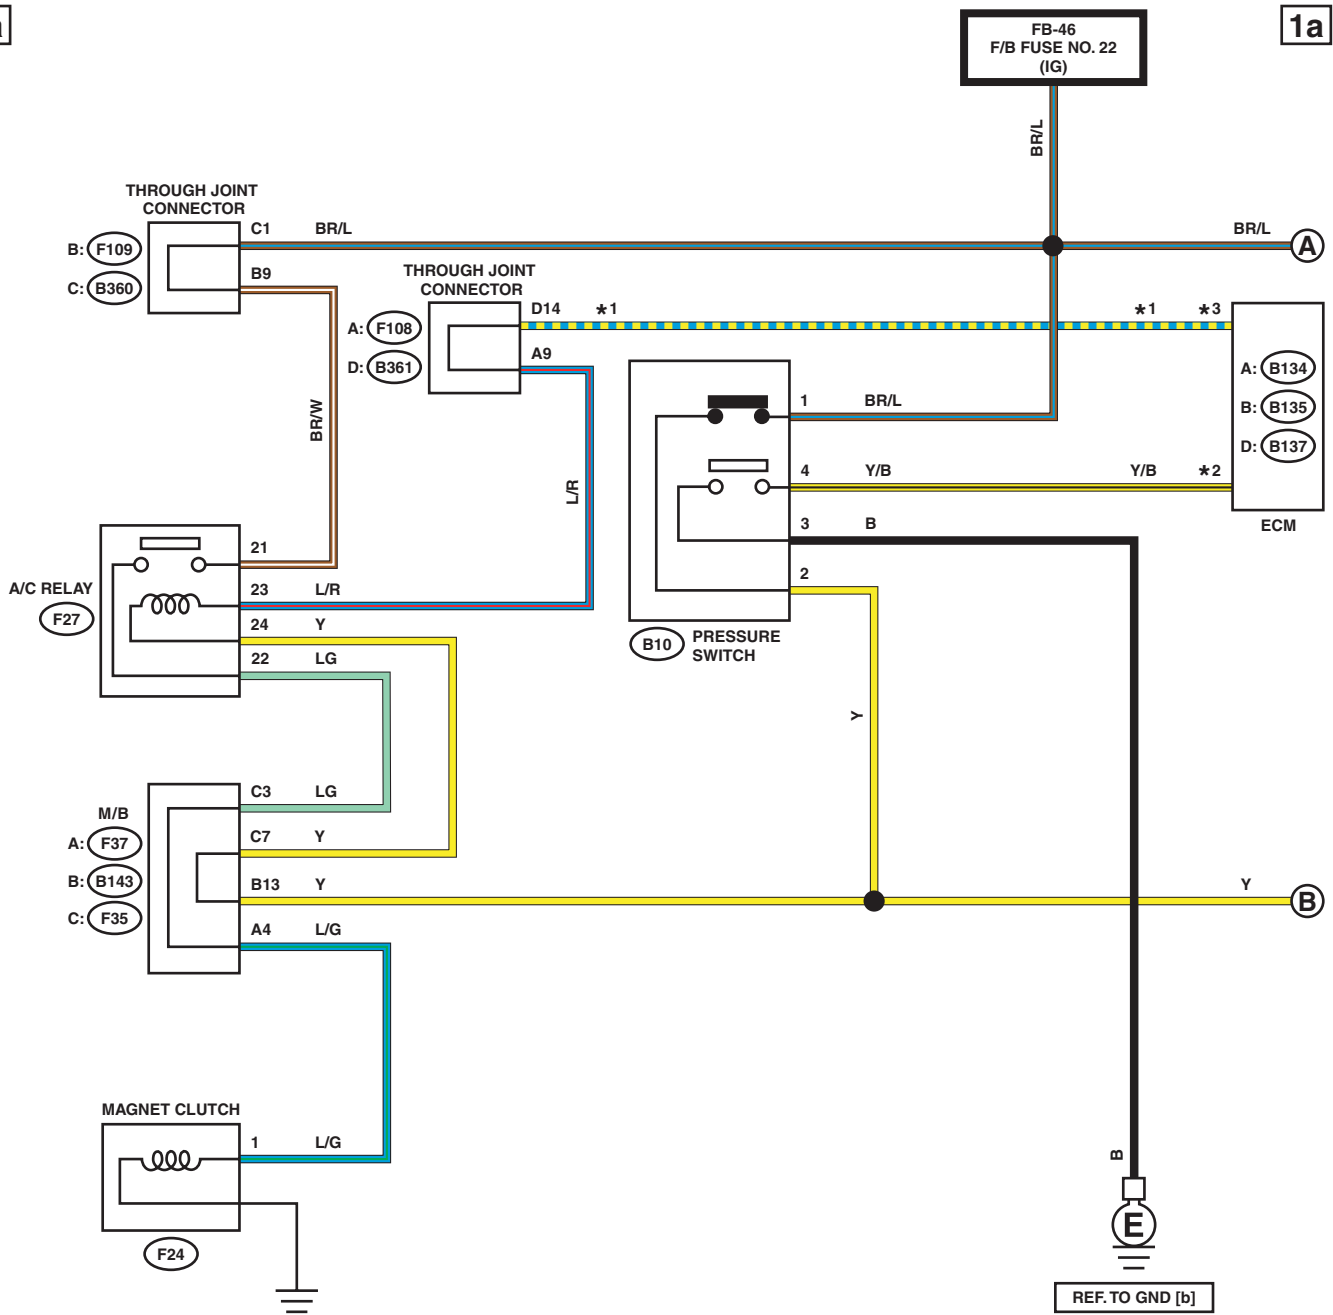 1a
FB-46
F/B FUSE NO. 22
(IG)
BR/L
THROUGH JOINT
CONNECTOR
B: F109
C: B360
C1 BR/L
BR/L
A
B9
BR/W
THROUGH JOINT
CONNECTOR
A: F108
D: B361
D14 *1
*1 *3
A9
L/R
A: B134
B: B135
D: B137
ECM
1 BR/L
4 Y/B
Y/B *2
3 B
2
B10 PRESSURE
SWITCH
Y
A/C RELAY
F27
21
23 L/R
24 Y
22 LG
M/B
A: F37
B: B143
C: F35
C3 LG
C7 Y
B13 Y
Y
B
A4 L/G
MAGNET CLUTCH
1 L/G
F24
B
E
REF. TO GND [b]